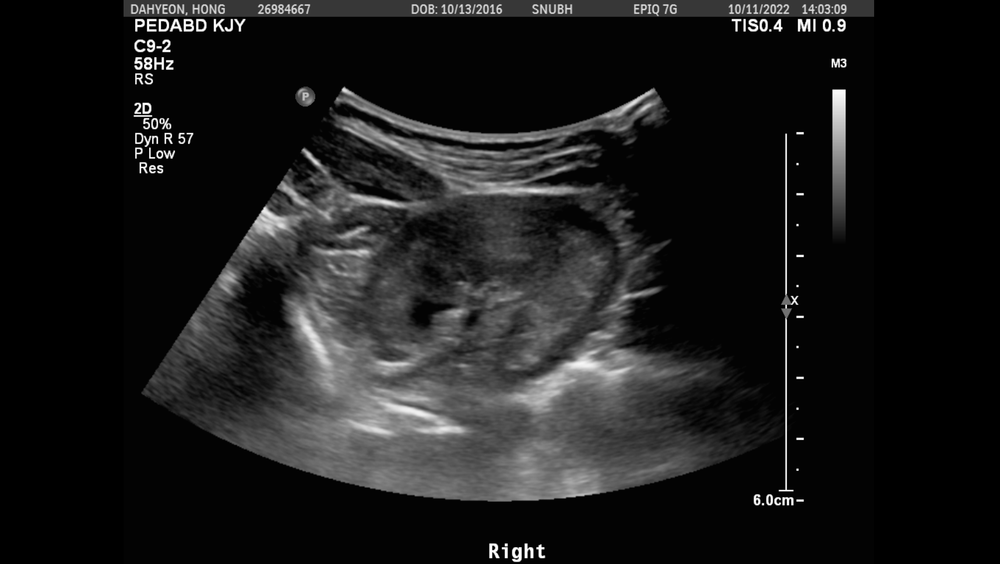 DAHYEON, HONG 26984667 DOB: 10/13/2016 SNUBH EPIQ 7G 10/11/2022 14:03:09
PEDABD KJY TIS0.4 MI 0.9
C9-2
58Hz
RS
M3
P
2D
50%
Dyn R 57
P Low
Res
X
6.0cm
Right